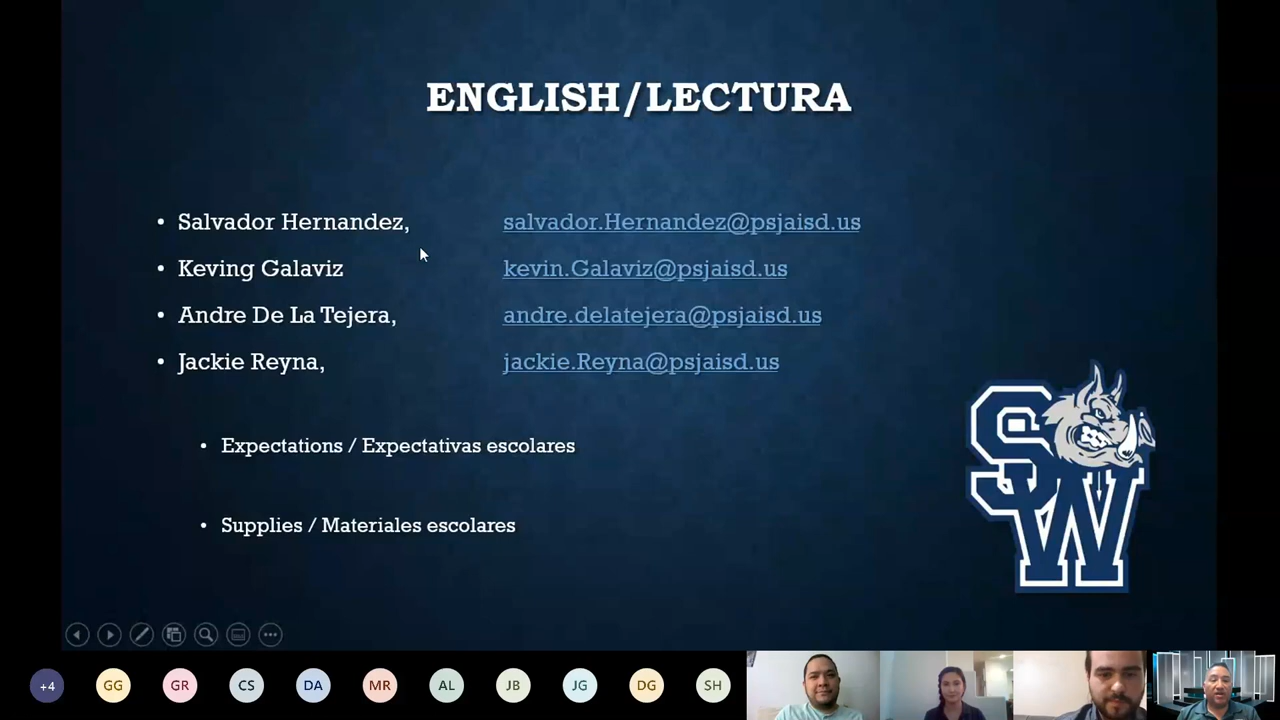 ENGLISH/LECTURA
• Salvador Hernandez, salvador.Hernandez@psjaisd.us
• Keving Galaviz kevin.Galaviz@psjaisd.us
• Andre De La Tejera, andre.delatejera@psjaisd.us
• Jackie Reyna, jackie.Reyna@psjaisd.us
• Expectations / Expectativas escolares
• Supplies / Materiales escolares
SW
+4 GG GR CS DA MR AL JB JG DG SH